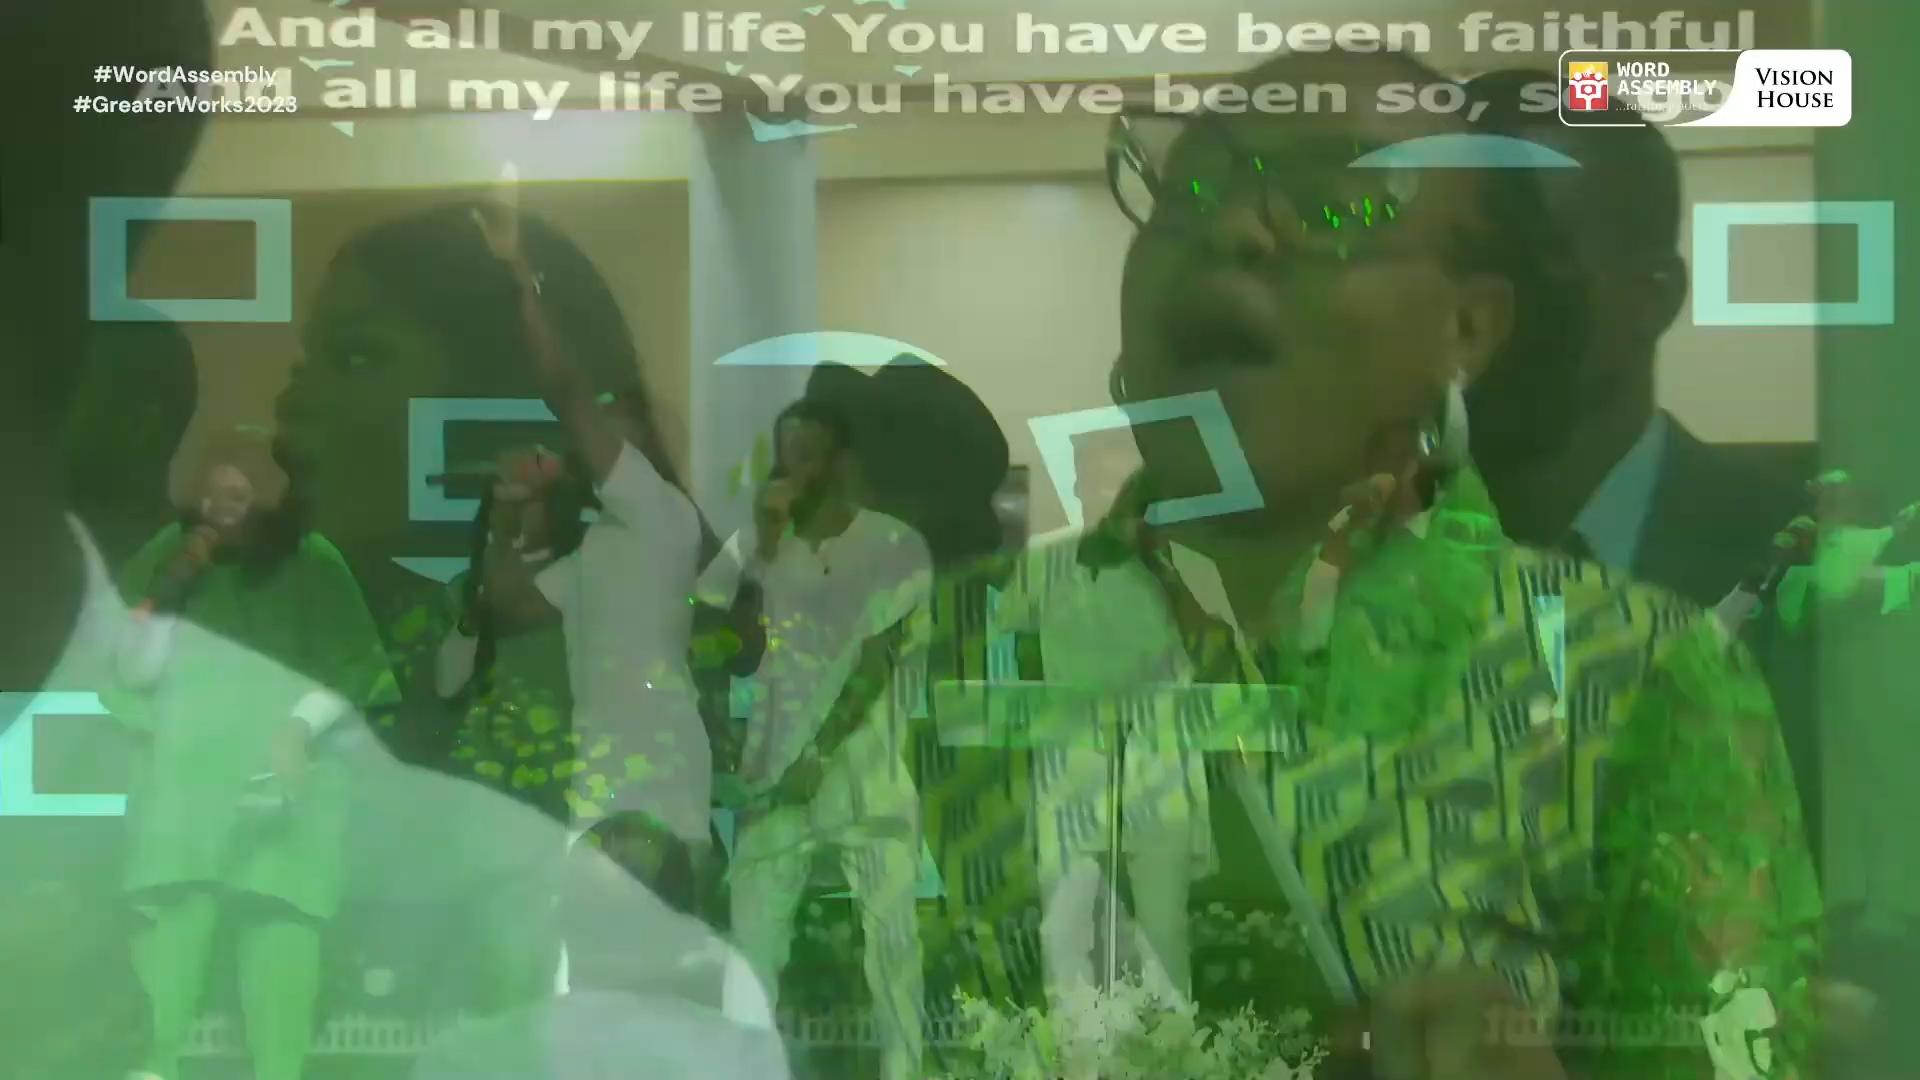 And all my life You have been faithful
And all my life You have been so, so
#WordAssembly
#GreaterWorks2023
WORD
ASSEMBLY
VISION
HOUSE